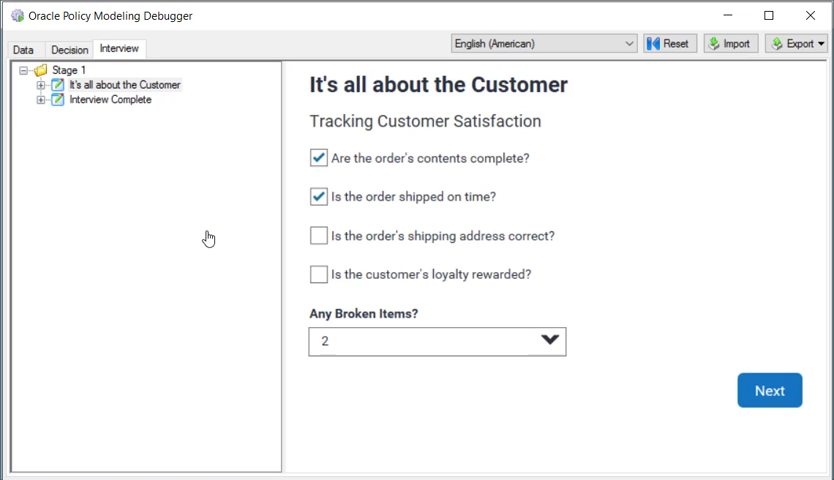 Oracle Policy Modeling Debugger
Data Decision Interview
English (American) Reset Import Export
Stage 1
It's all about the Customer
Interview Complete
It's all about the Customer
Tracking Customer Satisfaction
Are the order's contents complete?
Is the order shipped on time?
Is the order's shipping address correct?
Is the customer's loyalty rewarded?
Any Broken Items?
2
Next